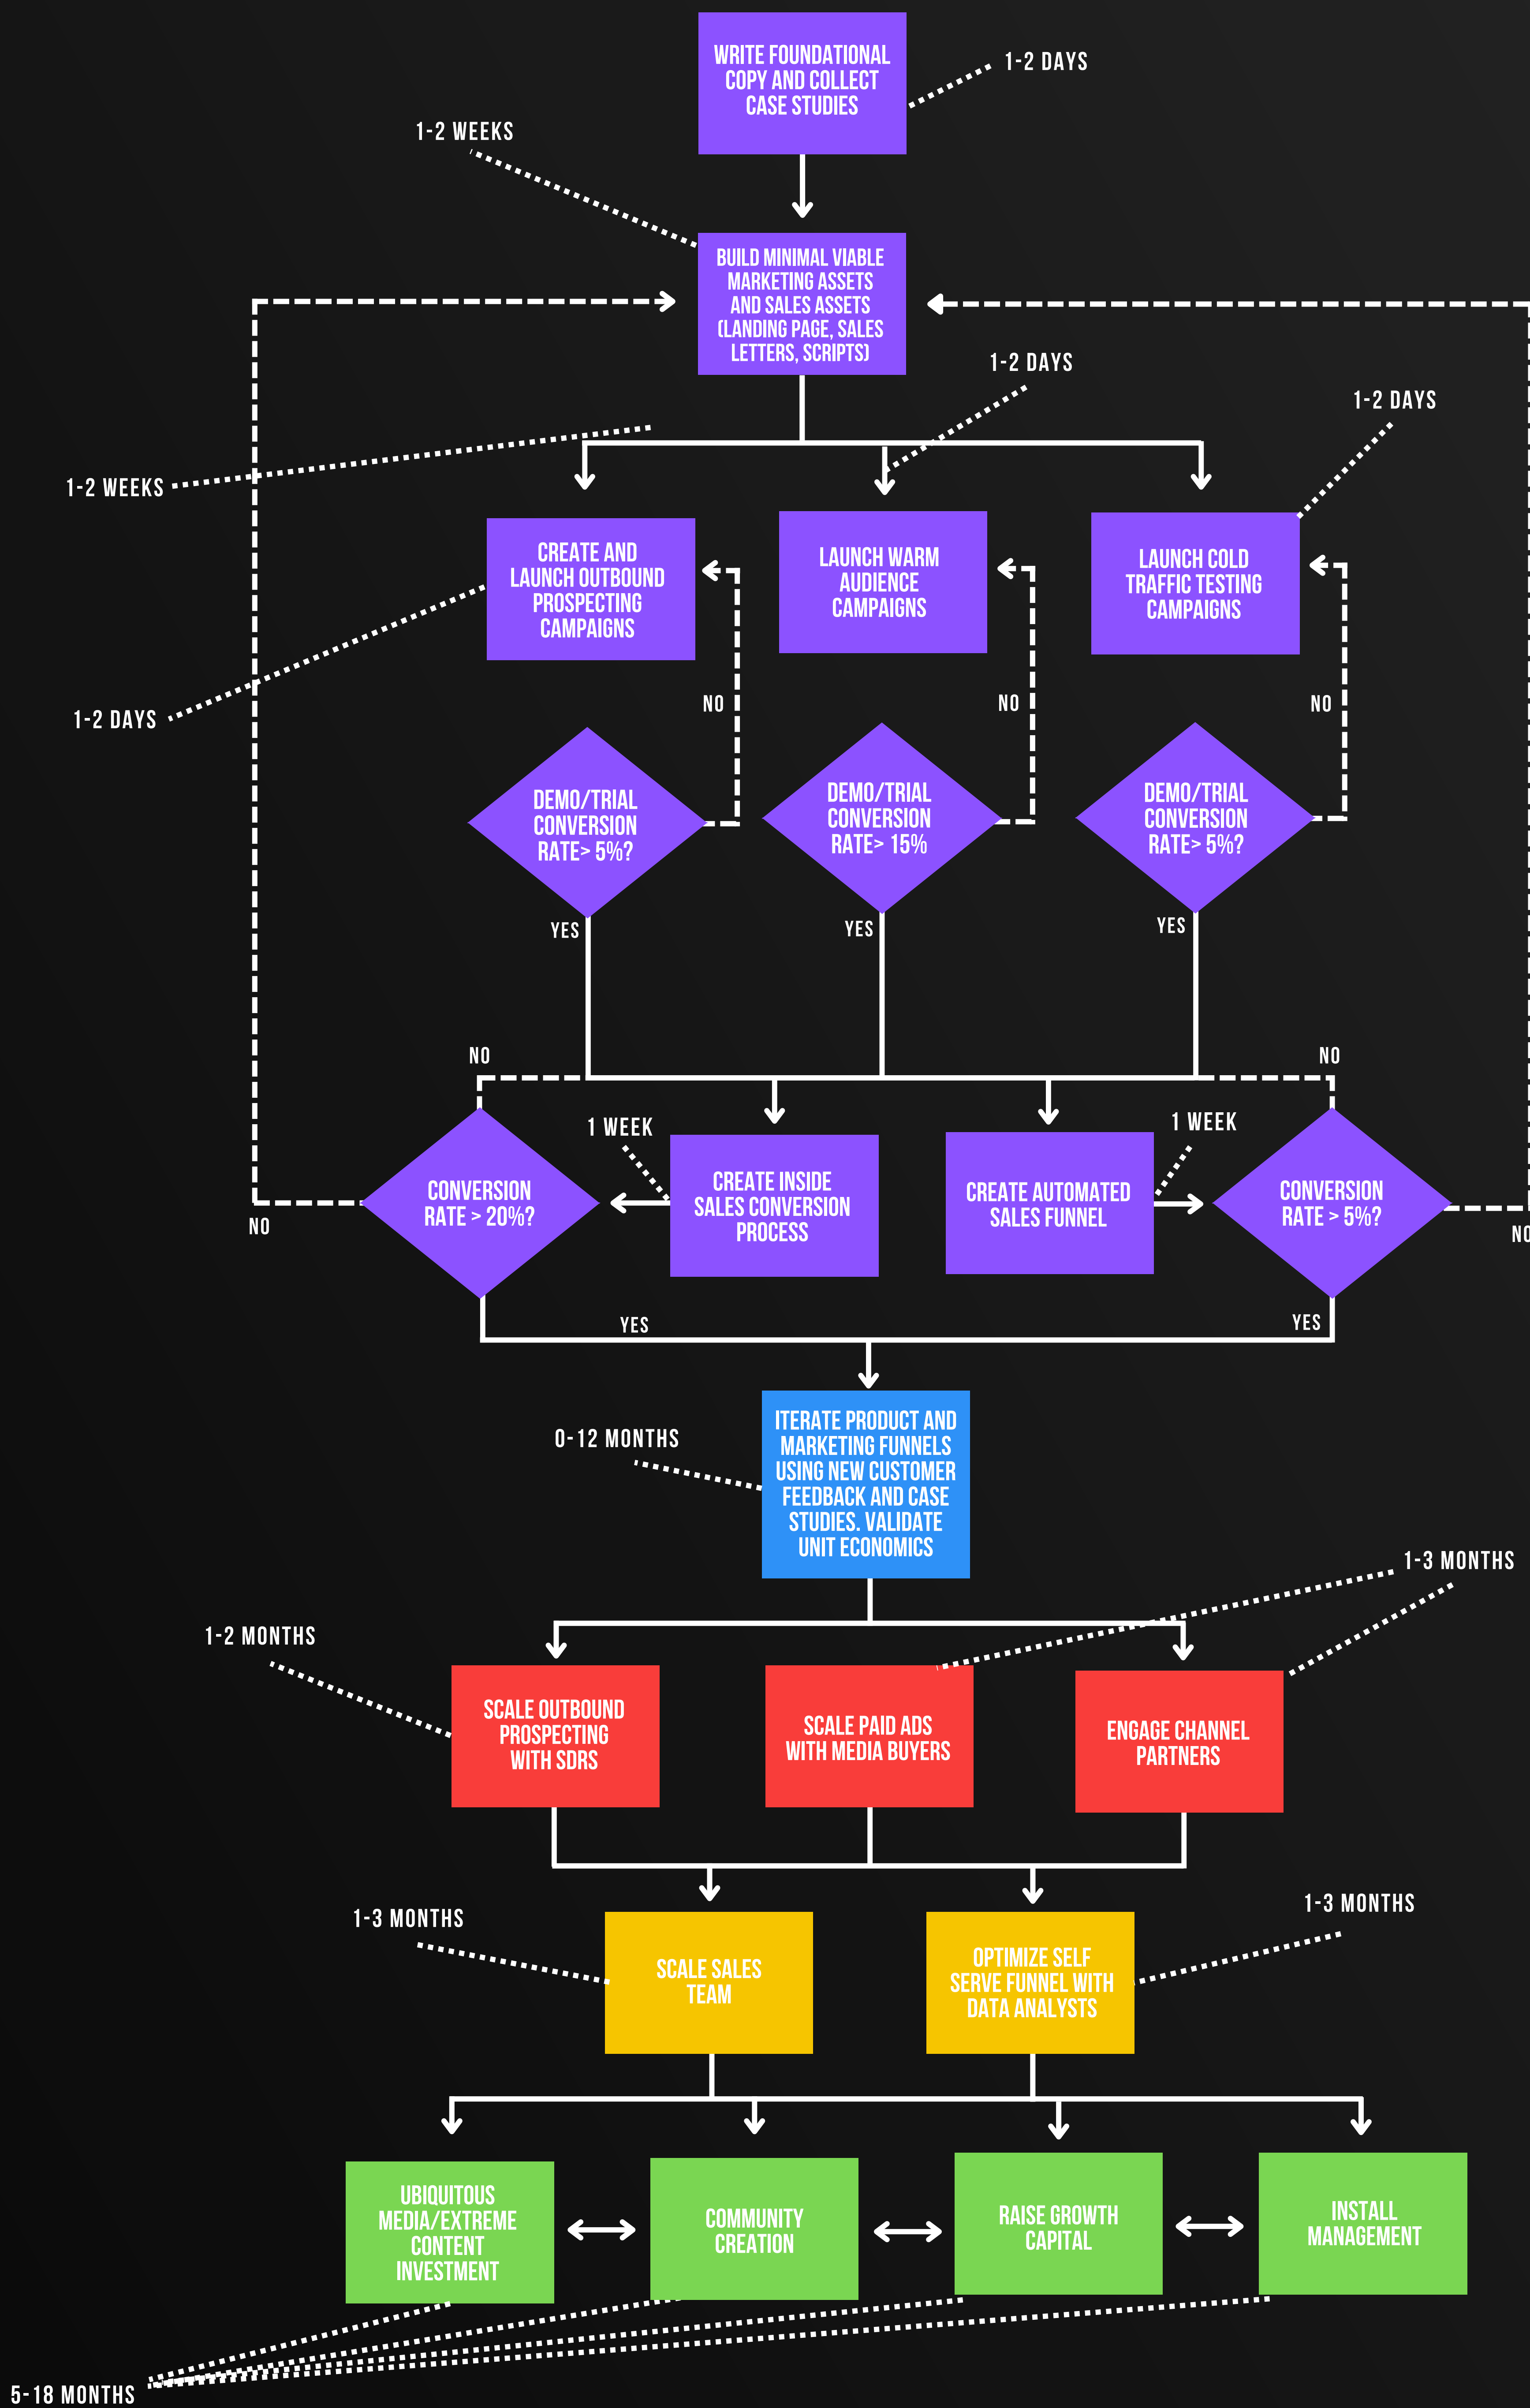 WRITE FOUNDATIONAL
COPY AND COLLECT
CASE STUDIES
1-2 DAYS
1-2 WEEKS
BUILD MINIMAL VIABLE
MARKETING ASSETS
AND SALES ASSETS
(LANDING PAGE, SALES
LETTERS, SCRIPTS)
1-2 DAYS
1-2 DAYS
1-2 WEEKS
CREATE AND
LAUNCH OUTBOUND
PROSPECTING
CAMPAIGNS
LAUNCH WARM
AUDIENCE
CAMPAIGNS
LAUNCH COLD
TRAFFIC TESTING
CAMPAIGNS
1-2 DAYS
NO
NO
NO
DEMO/TRIAL
CONVERSION
RATE> 5%?
DEMO/TRIAL
CONVERSION
RATE> 15%
DEMO/TRIAL
CONVERSION
RATE> 5%?
YES
YES
YES
NO
NO
1 WEEK
1 WEEK
CONVERSION
RATE > 20%?
CREATE INSIDE
SALES CONVERSION
PROCESS
CREATE AUTOMATED
SALES FUNNEL
CONVERSION
RATE > 5%?
NO
NO
YES
YES
ITERATE PRODUCT AND
MARKETING FUNNELS
USING NEW CUSTOMER
FEEDBACK AND CASE
STUDIES. VALIDATE
UNIT ECONOMICS
0-12 MONTHS
1-3 MONTHS
1-2 MONTHS
SCALE OUTBOUND
PROSPECTING
WITH SDRS
SCALE PAID ADS
WITH MEDIA BUYERS
ENGAGE CHANNEL
PARTNERS
1-3 MONTHS
1-3 MONTHS
SCALE SALES
TEAM
OPTIMIZE SELF
SERVE FUNNEL WITH
DATA ANALYSTS
UBIQUITOUS
MEDIA/EXTREME
CONTENT
INVESTMENT
COMMUNITY
CREATION
RAISE GROWTH
CAPITAL
INSTALL
MANAGEMENT
5-18 MONTHS